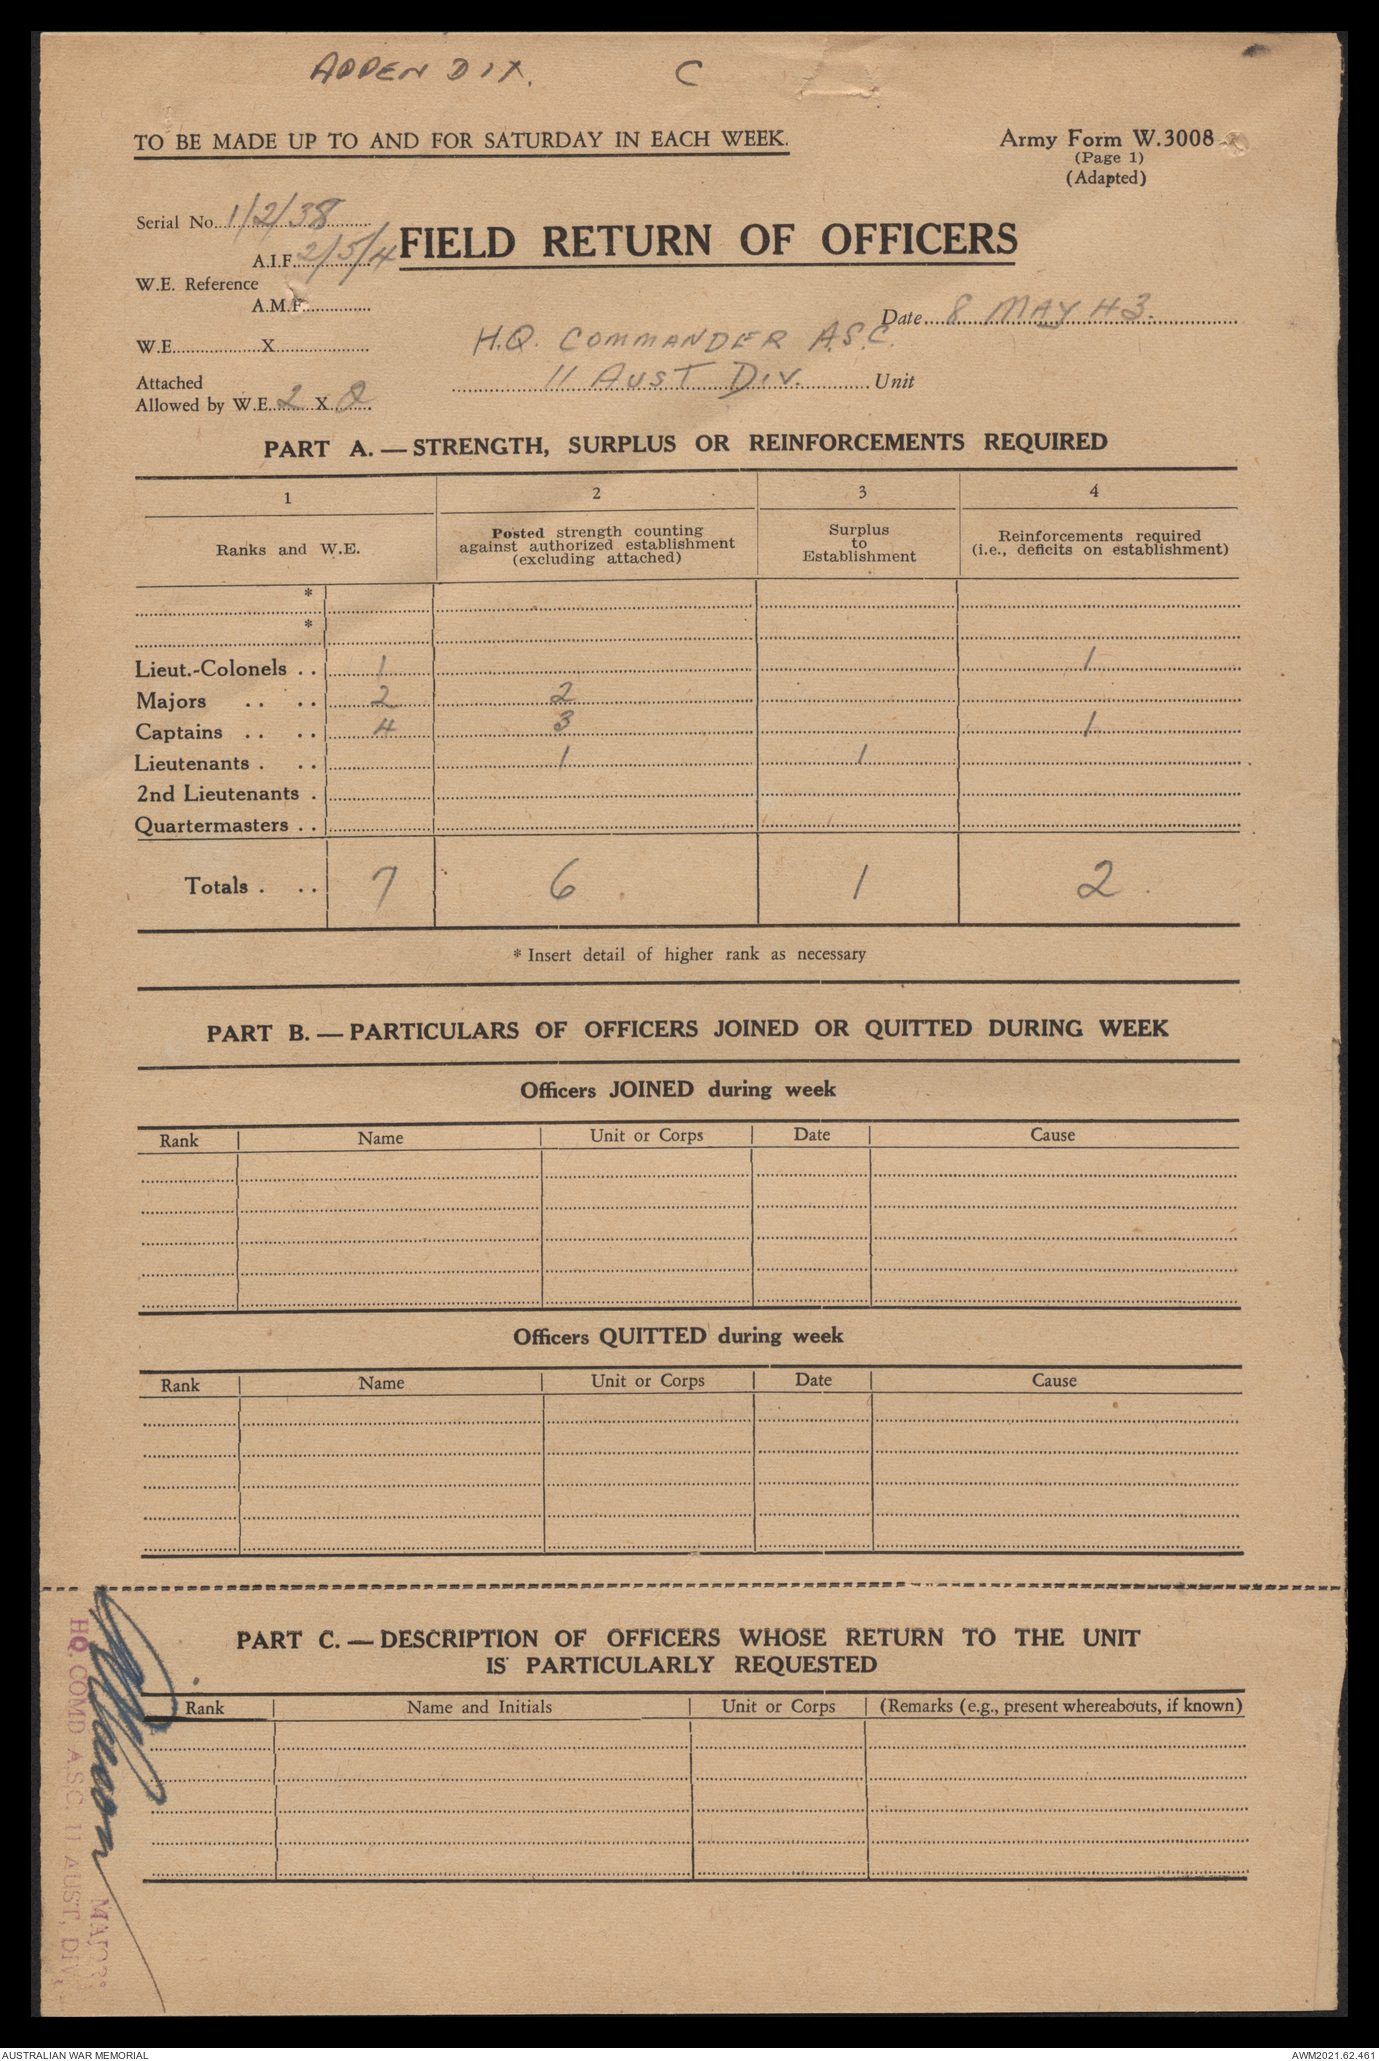 APPENDIX. C
TO BE MADE UP TO AND FOR SATURDAY IN EACH WEEK.
Army Form W.3008
(Page 1)
(Adapted)
Serial No. 1/2/38
FIELD RETURN OF OFFICERS
A.I.F. 2/5/4
W.E. Reference
A.M.F.
Date 8 MAY 43.
H.Q. COMMANDER A.S.C.
W.E. X
11 AUST DIV. Unit
Attached
Allowed by W.E. 2 X 0
PART A. — STRENGTH, SURPLUS OR REINFORCEMENTS REQUIRED
1 2 3 4
Ranks and W.E. Posted strength counting against authorized establishment (excluding attached) Surplus to Establishment Reinforcements required (i.e., deficits on establishment)
*
*
Lieut.-Colonels . . 1 1
Majors . . . . 2 2
Captains . . . . 4 3 1
Lieutenants . . . 1 1
2nd Lieutenants .
Quartermasters . .
Totals . . . 7 6 1 2
* Insert detail of higher rank as necessary
PART B. — PARTICULARS OF OFFICERS JOINED OR QUITTED DURING WEEK
Officers JOINED during week
Rank Name Unit or Corps Date Cause
Officers QUITTED during week
Rank Name Unit or Corps Date Cause
PART C. — DESCRIPTION OF OFFICERS WHOSE RETURN TO THE UNIT
IS PARTICULARLY REQUESTED
Rank Name and Initials Unit or Corps (Remarks (e.g., present whereabouts, if known)
MAJOR
HQ. COMD A.S.C. 11 AUST, DIV,
AUSTRALIAN WAR MEMORIAL
AWM2021.62.461